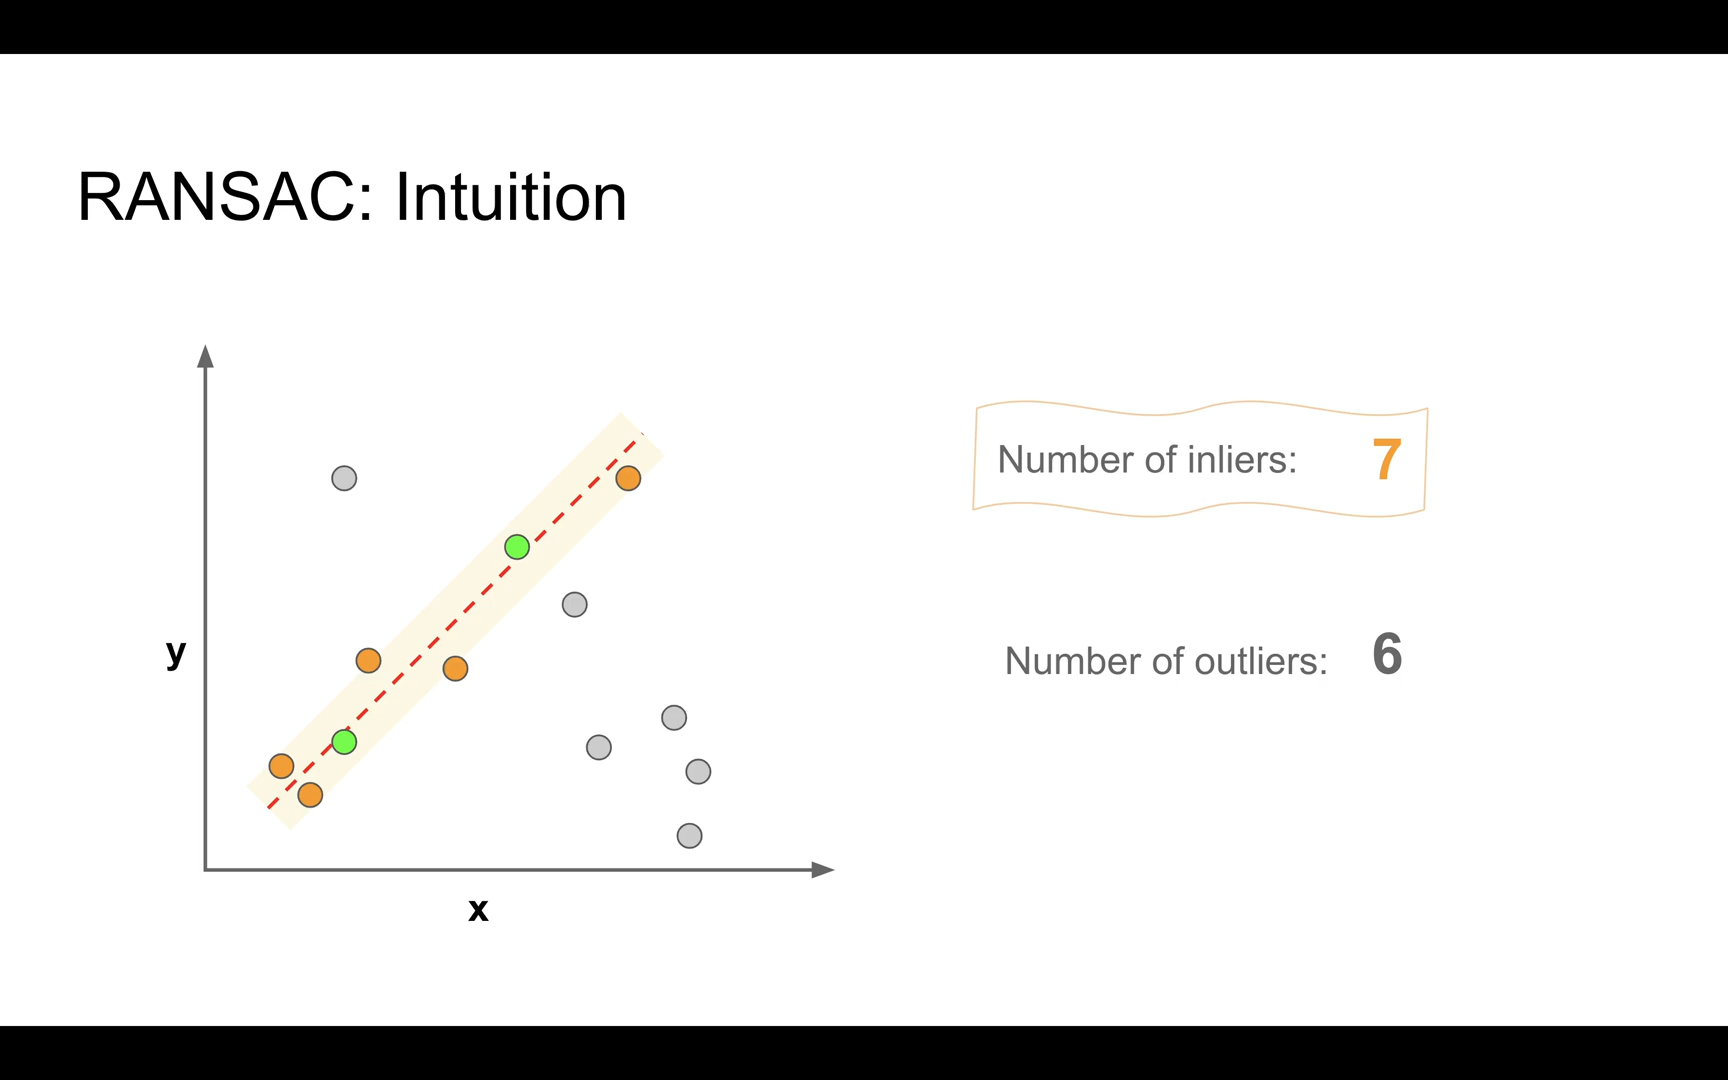 RANSAC: Intuition
Number of inliers: 7
y
Number of outliers: 6
x